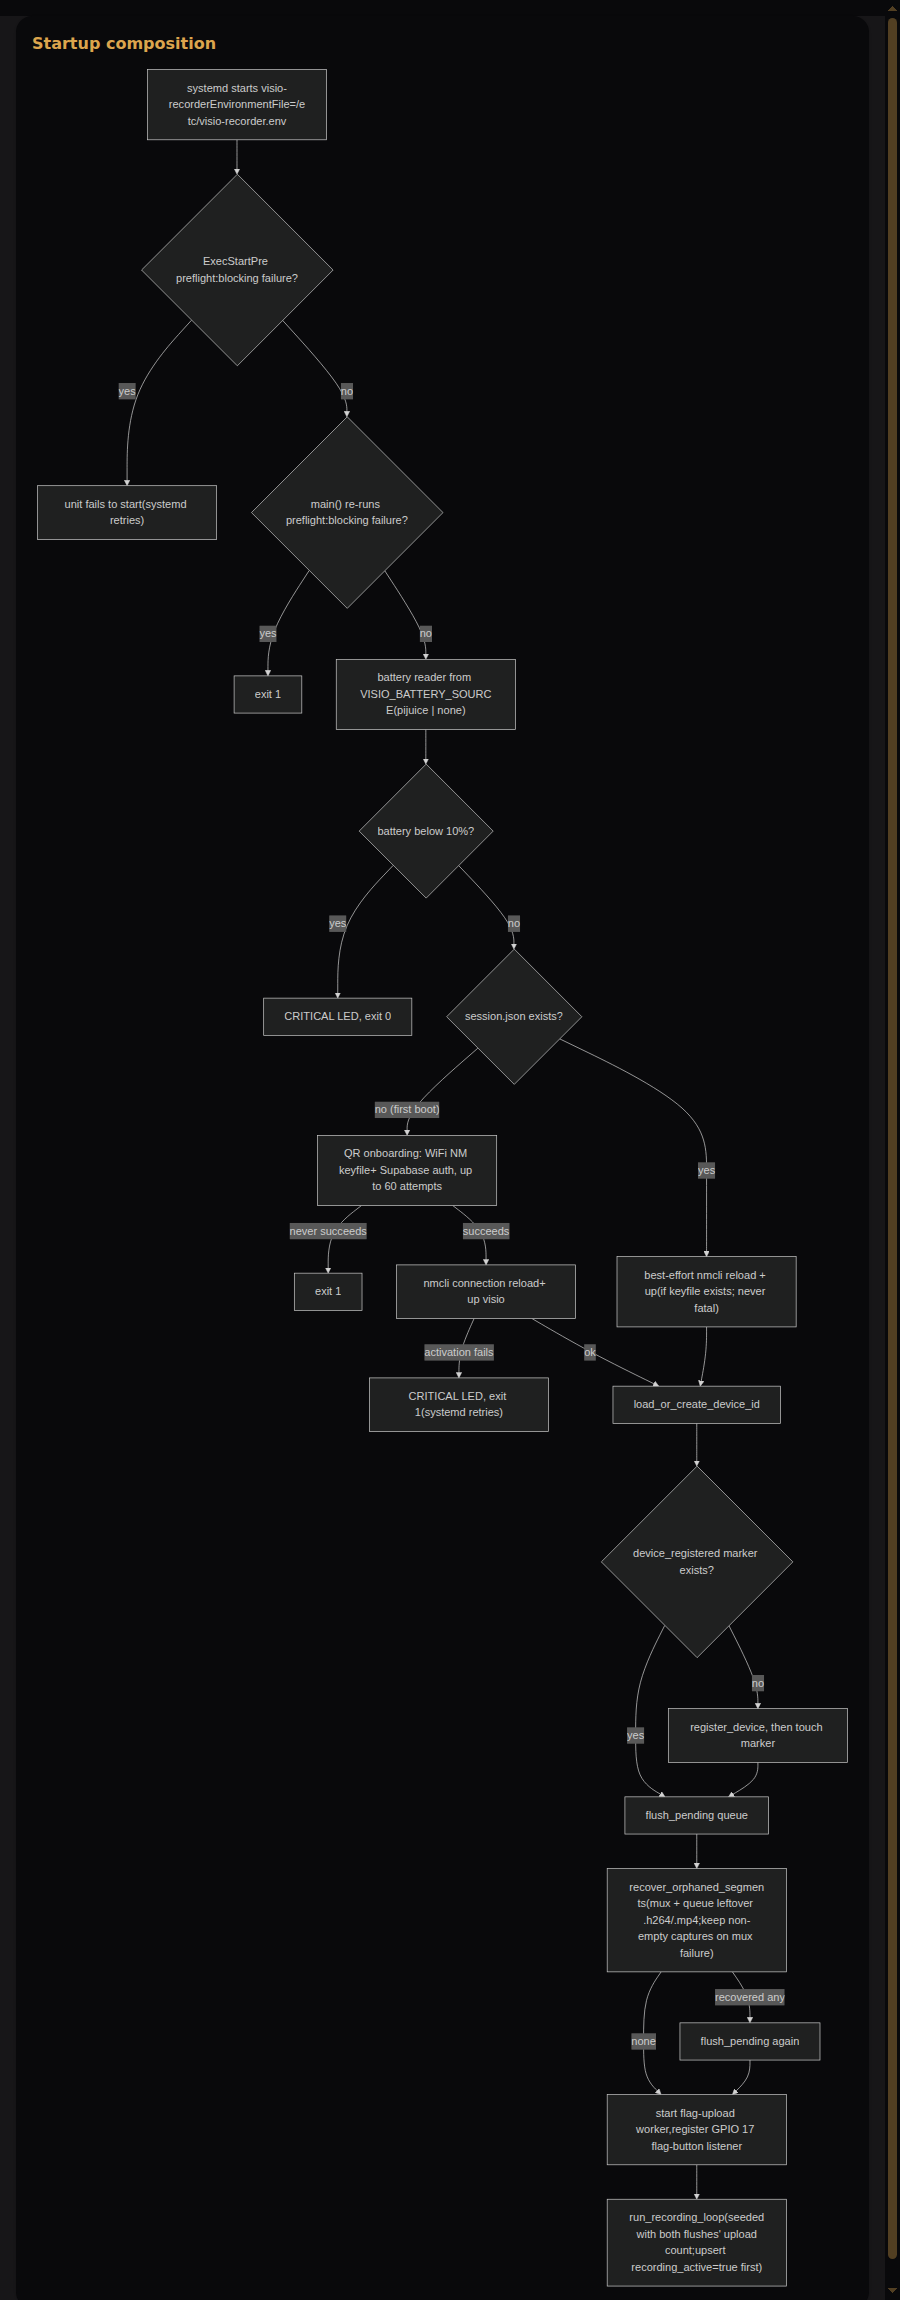 Startup composition
systemd starts visio-
recorderEnvironmentFile=/e
tc/visio-recorder.env
ExecStartPre
preflight:blocking failure?
yes
no
unit fails to start(systemd
retries)
main() re-runs
preflight:blocking failure?
yes
no
exit 1
battery reader from
VISIO_BATTERY_SOURC
E(pijuice | none)
battery below 10%?
yes
no
CRITICAL LED, exit 0
session.json exists?
no (first boot)
QR onboarding: WiFi NM
keyfile+ Supabase auth, up
to 60 attempts
yes
never succeeds
succeeds
exit 1
nmcli connection reload+
up visio
best-effort nmcli reload +
up(if keyfile exists; never
fatal)
activation fails
ok
CRITICAL LED, exit
1(systemd retries)
load_or_create_device_id
device_registered marker
exists?
no
yes
register_device, then touch
marker
flush_pending queue
recover_orphaned_segmen
ts(mux + queue leftover
.h264/.mp4;keep non-
empty captures on mux
failure)
recovered any
none
flush_pending again
start flag-upload
worker,register GPIO 17
flag-button listener
run_recording_loop(seeded
with both flushes' upload
count;upsert
recording_active=true first)